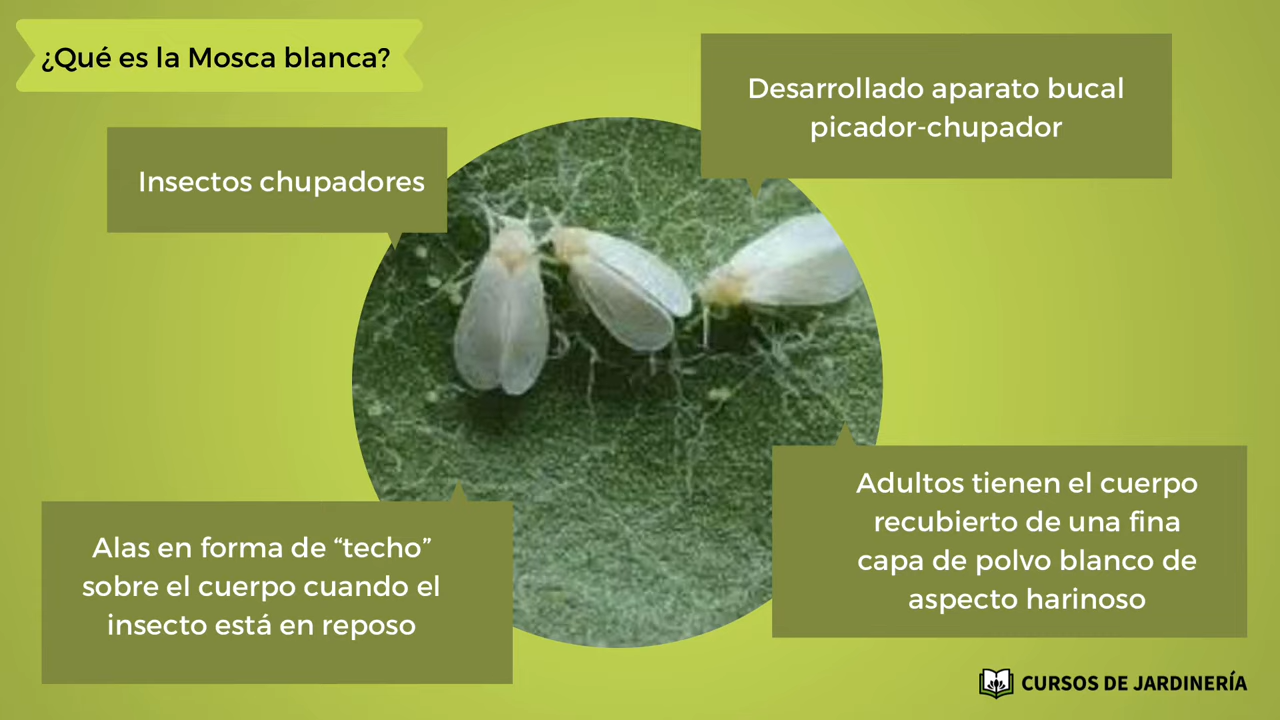 ¿Qué es la Mosca blanca?
Desarrollado aparato bucal
picador-chupador
Insectos chupadores
Alas en forma de “techo”
sobre el cuerpo cuando el
insecto está en reposo
Adultos tienen el cuerpo
recubierto de una fina
capa de polvo blanco de
aspecto harinoso
CURSOS DE JARDINERÍA